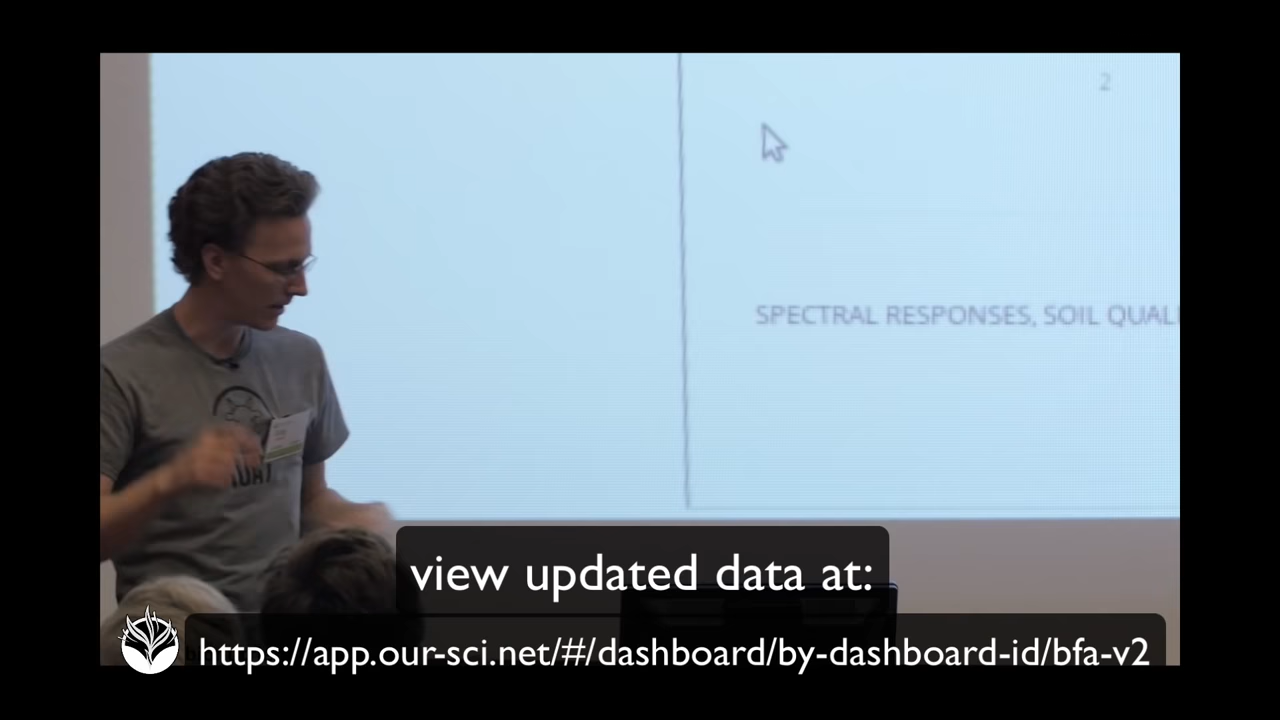 2
SPECTRAL RESPONSES, SOIL QUALI
view updated data at:
https://app.our-sci.net/#/dashboard/by-dashboard-id/bfa-v2